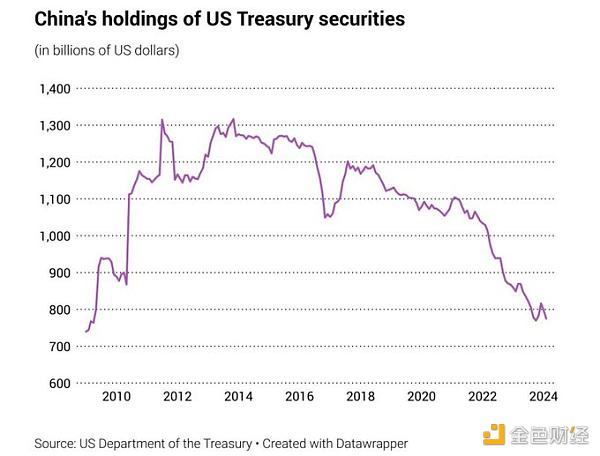 China's holdings of US Treasury securities
(in billions of US dollars)
1,400
1,300
1,200
1,100
1,000
900
800
700
600
2010 2012 2014 2016 2018 2020 2022 2024
Source: US Department of the Treasury • Created with Datawrapper
金色财经